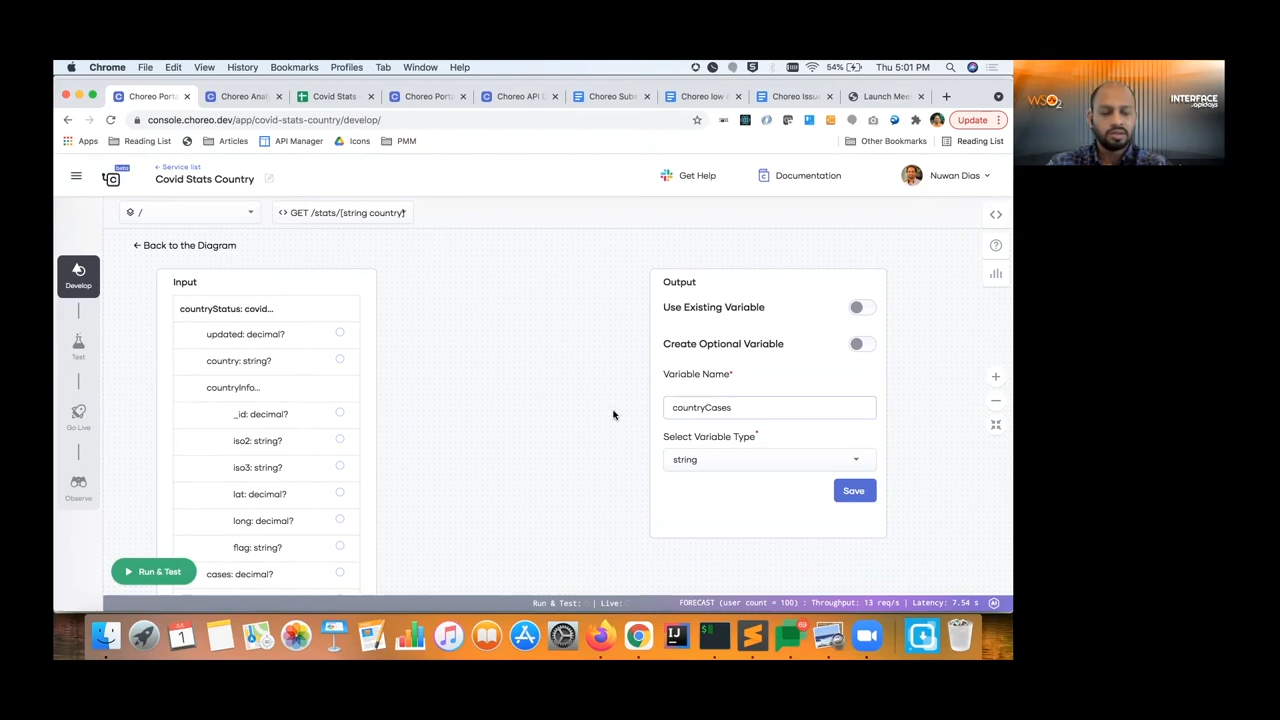 Chrome File Edit View History Bookmarks Profiles Tab Window Help 54% Thu 5:01 PM
Choreo Porta Choreo Anal Covid Stats Choreo Porta Choreo API D Choreo Subs Choreo low c Choreo Issue Launch Mee
console.choreo.dev/app/covid-stats-country/develop/ Update
Apps Reading List Articles API Manager Icons PMM Other Bookmarks Reading List
WSO2
INTERFACE
by apidays
beta
Service list
Covid Stats Country
Get Help Documentation Nuwan Dias
/ GET /stats/[string country]
Back to the Diagram
Develop
Test
Go Live
Observe
Input
countryStatus: covid...
updated: decimal?
country: string?
countryInfo...
_id: decimal?
iso2: string?
iso3: string?
lat: decimal?
long: decimal?
flag: string?
cases: decimal?
Output
Use Existing Variable
Create Optional Variable
Variable Name*
countryCases
Select Variable Type*
string
Save
Run & Test
Run & Test: | Live: FORECAST (user count = 100) : Throughput: 13 req/s | Latency: 7.54 s AI
1
69